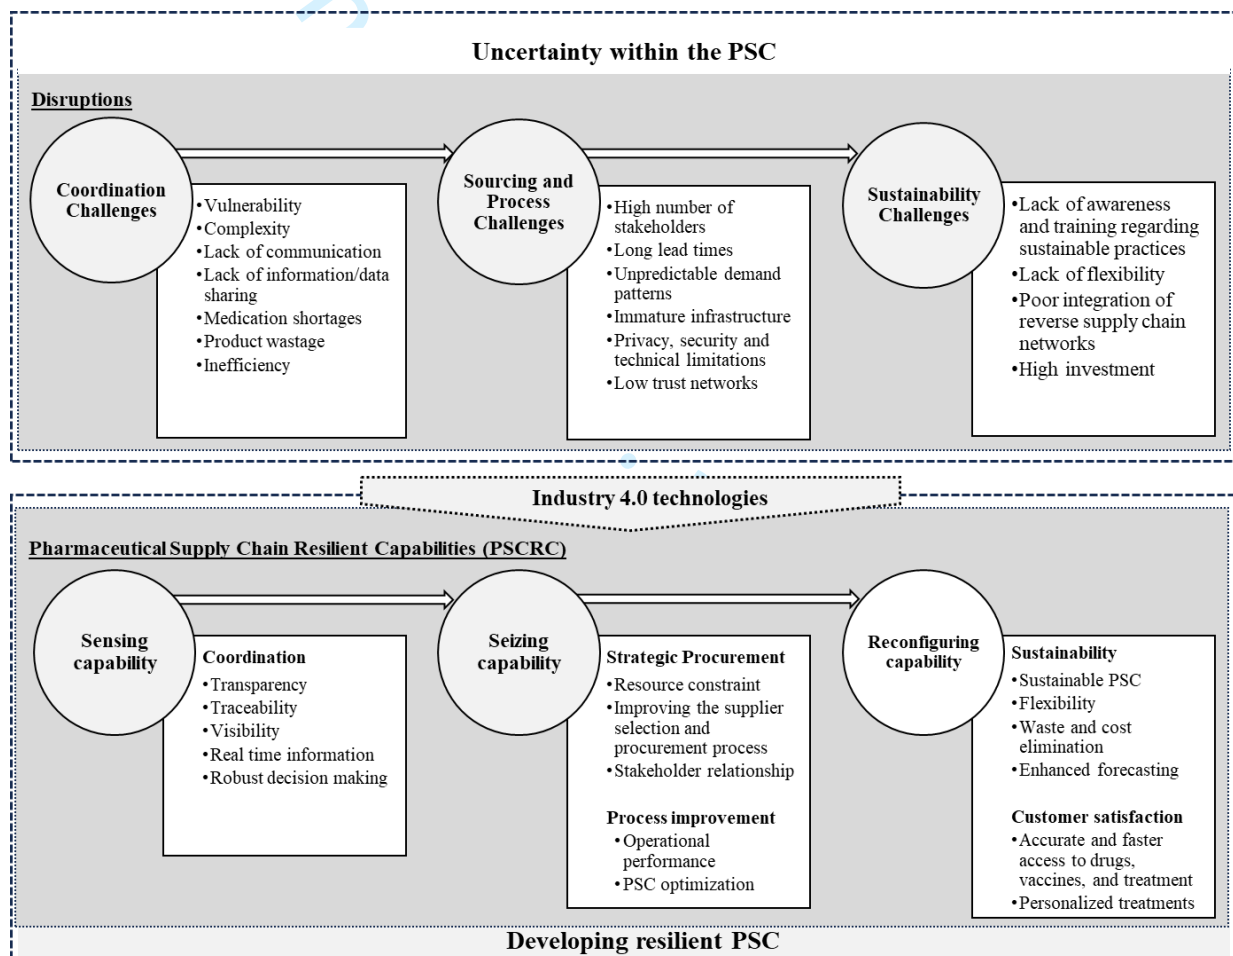 Uncertainty within the PSC
Disruptions
Coordination
Challenges
•Vulnerability
•Complexity
•Lack of communication
•Lack of information/data
sharing
•Medication shortages
•Product wastage
•Inefficiency
Sourcing and
Process
Challenges
•High number of
stakeholders
•Long lead times
•Unpredictable demand
patterns
•Immature infrastructure
•Privacy, security and
technical limitations
•Low trust networks
Sustainability
Challenges
•Lack of awareness
and training regarding
sustainable practices
•Lack of flexibility
•Poor integration of
reverse supply chain
networks
•High investment
Industry 4.0 technologies
Pharmaceutical Supply Chain Resilient Capabilities (PSCRC)
Sensing
capability
Coordination
•Transparency
•Traceability
•Visibility
•Real time information
•Robust decision making
Seizing
capability
Strategic Procurement
•Resource constraint
•Improving the supplier
selection and
procurement process
•Stakeholder relationship
Process improvement
•Operational
performance
•PSC optimization
Reconfiguring
capability
Sustainability
•Sustainable PSC
•Flexibility
•Waste and cost
elimination
•Enhanced forecasting
Customer satisfaction
•Accurate and faster
access to drugs,
vaccines, and treatment
•Personalized treatments
Developing resilient PSC